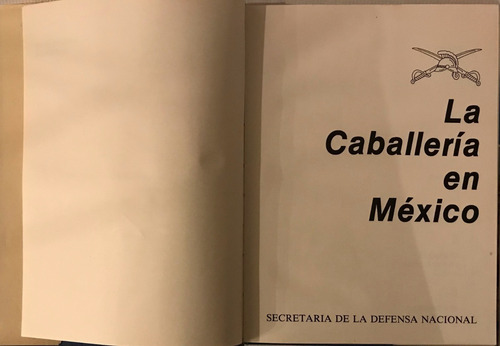 La
Caballería
en
México
SECRETARIA DE LA DEFENSA NACIONAL